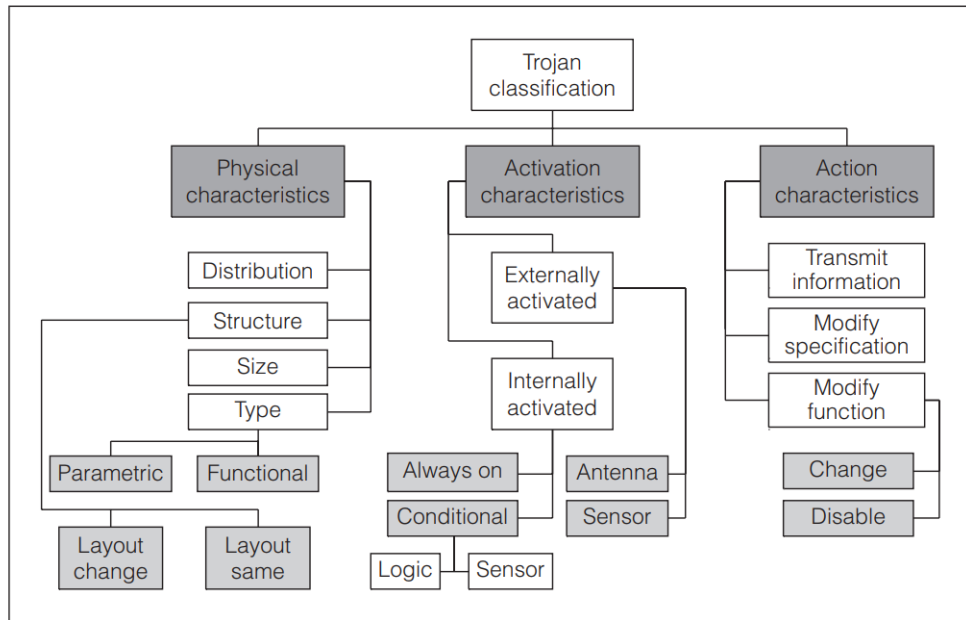 Trojan
classification
Physical
characteristics
Activation
characteristics
Action
characteristics
Distribution
Structure
Size
Type
Parametric
Functional
Layout
change
Layout
same
Externally
activated
Internally
activated
Always on
Conditional
Logic
Sensor
Antenna
Sensor
Transmit
information
Modify
specification
Modify
function
Change
Disable